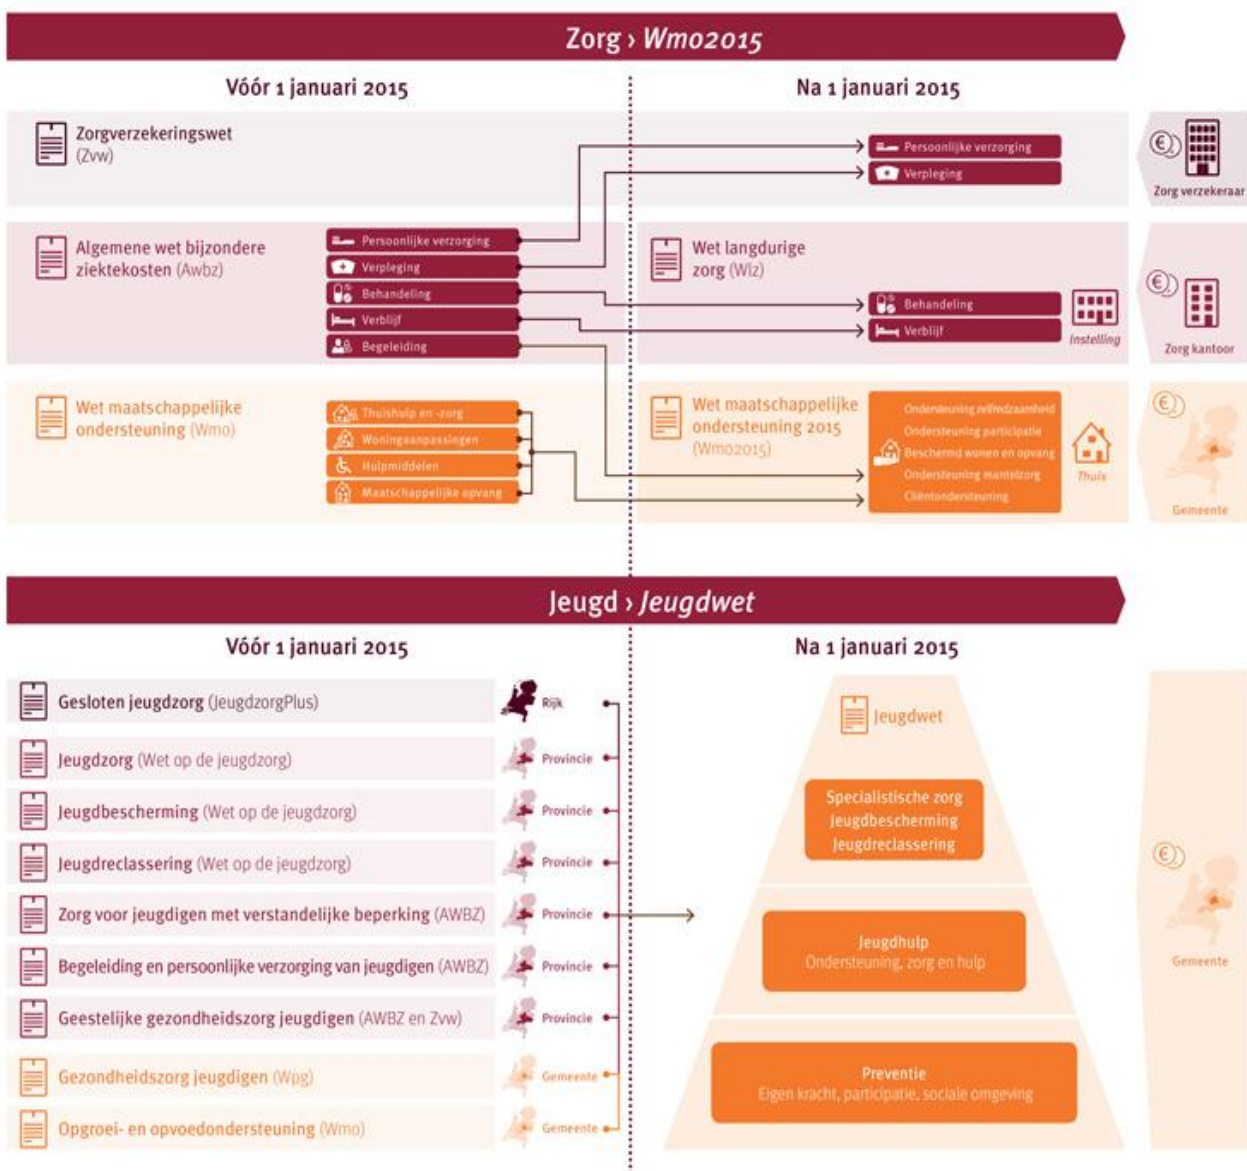 Zorg › Wmo2015
Vóór 1 januari 2015
Na 1 januari 2015
Zorgverzekeringswet
(Zvw)
Persoonlijke verzorging
Verpleging
Zorg verzekeraar
Algemene wet bijzondere
ziektekosten (Awbz)
Persoonlijke verzorging
Verpleging
Behandeling
Verblijf
Begeleiding
Wet langdurige
zorg (Wlz)
Behandeling
Verblijf
Instelling
Zorg kantoor
Wet maatschappelijke
ondersteuning (Wmo)
Thuishulp en -zorg
Woningaanpassingen
Hulpmiddelen
Maatschappelijke opvang
Wet maatschappelijke
ondersteuning 2015
(Wmo2015)
Ondersteuning zelfredzaamheid
Ondersteuning participatie
Beschermd wonen en opvang
Ondersteuning mantelzorg
Cliëntondersteuning
Thuis
Gemeente
Jeugd › Jeugdwet
Vóór 1 januari 2015
Na 1 januari 2015
Gesloten jeugdzorg (JeugdzorgPlus)
Rijk
Jeugdzorg (Wet op de jeugdzorg)
Provincie
Jeugdbescherming (Wet op de jeugdzorg)
Provincie
Jeugdreclassering (Wet op de jeugdzorg)
Provincie
Zorg voor jeugdigen met verstandelijke beperking (AWBZ)
Provincie
Begeleiding en persoonlijke verzorging van jeugdigen (AWBZ)
Provincie
Geestelijke gezondheidszorg jeugdigen (AWBZ en Zvw)
Provincie
Gezondheidszorg jeugdigen (Wpg)
Gemeente
Opgroei- en opvoedondersteuning (Wmo)
Gemeente
Jeugdwet
Specialistische zorg
Jeugdbescherming
Jeugdreclassering
Jeugdhulp
Ondersteuning, zorg en hulp
Preventie
Eigen kracht, participatie, sociale omgeving
Gemeente